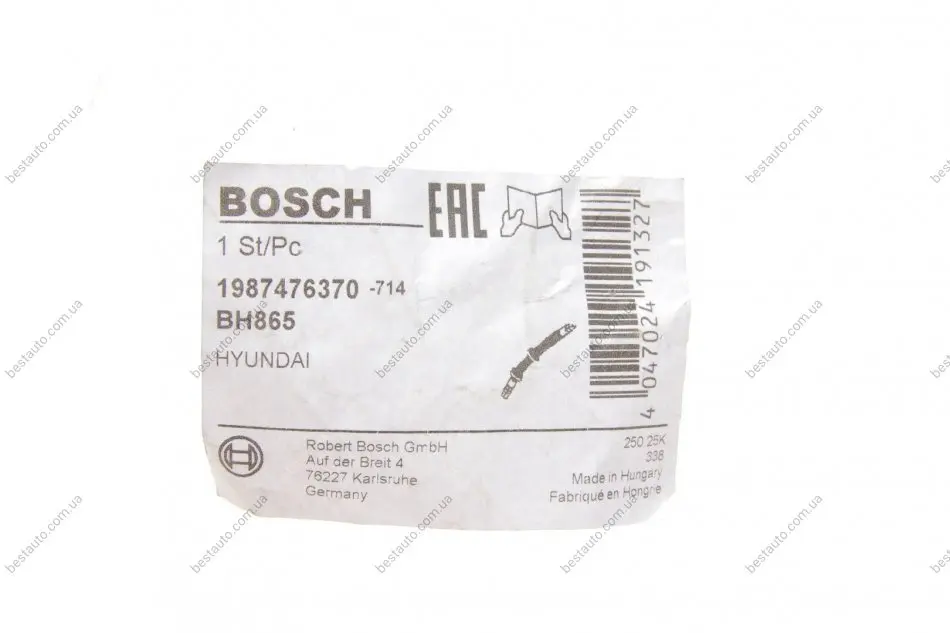 BOSCH
EAC
1 St/Pc
1987476370 -714
BH865
HYUNDAI
4 047024 191327
Robert Bosch GmbH
Auf der Breit 4
76227 Karlsruhe
Germany
250 25K
338
Made in Hungary
Fabriqué en Hongrie
bestauto.com.ua